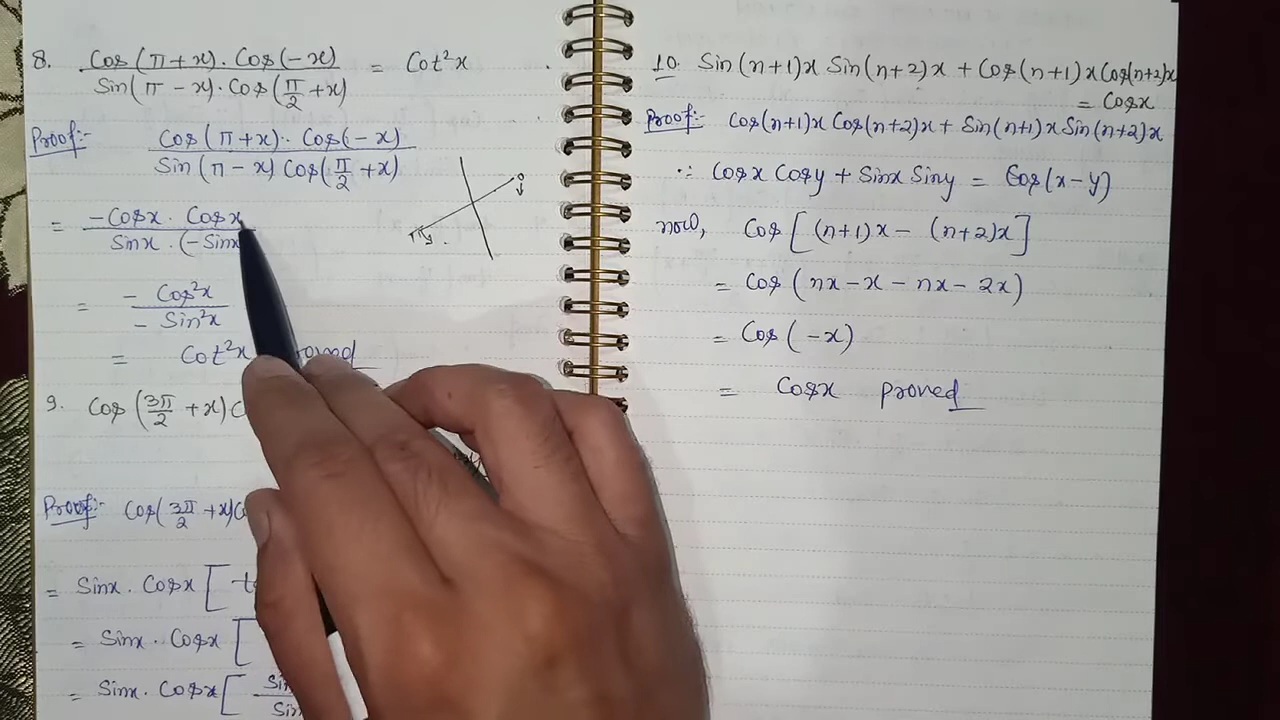 8. Cos(π+x). Cos(-x) / Sin(π-x). Cos(π/2+x) = Cot²x
Proof:- Cos(π+x). Cos(-x) / Sin(π-x) Cos(π/2+x)
= -Cosx. Cosx / Sinx. (-Sinx
= - Cos²x / - Sin²x
= Cot²x
9. Cos(3π/2 +x)
Proof:- Cos(3π/2 +x)
= Sinx. Cosx [
= Sinx. Cosx [
= Sinx. Cosx [
10. Sin(n+1)x Sin(n+2)x + Cos(n+1)x Cos(n+2)x
= Cosx
Proof:- Cos(n+1)x Cos(n+2)x + Sin(n+1)x Sin(n+2)x
∵ Cosx Cosy + Sinx Siny = Cos(x-y)
now, Cos[(n+1)x - (n+2)x]
= Cos(nx-x-nx-2x)
= Cos(-x)
= Cosx proved